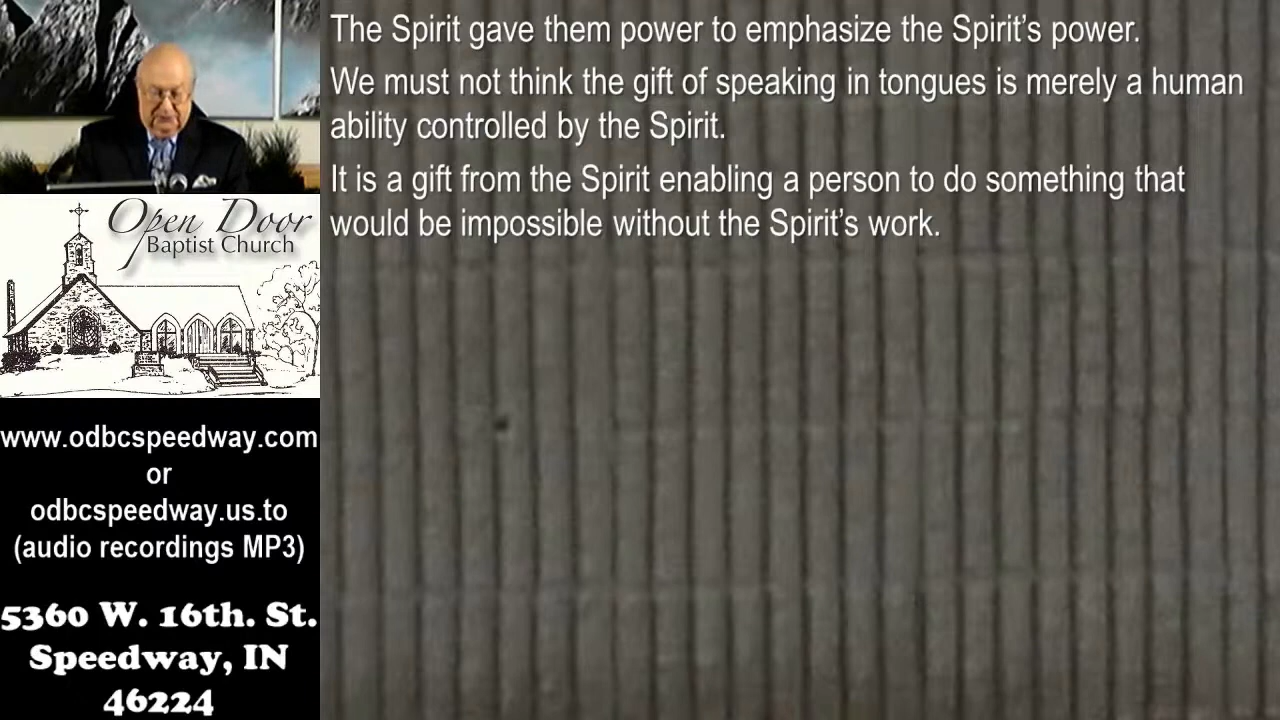 The Spirit gave them power to emphasize the Spirit’s power.
We must not think the gift of speaking in tongues is merely a human
ability controlled by the Spirit.
It is a gift from the Spirit enabling a person to do something that
would be impossible without the Spirit’s work.
Open Door
Baptist Church
www.odbcspeedway.com
or
odbcspeedway.us.to
(audio recordings MP3)
5360 W. 16th. St.
Speedway, IN
46224